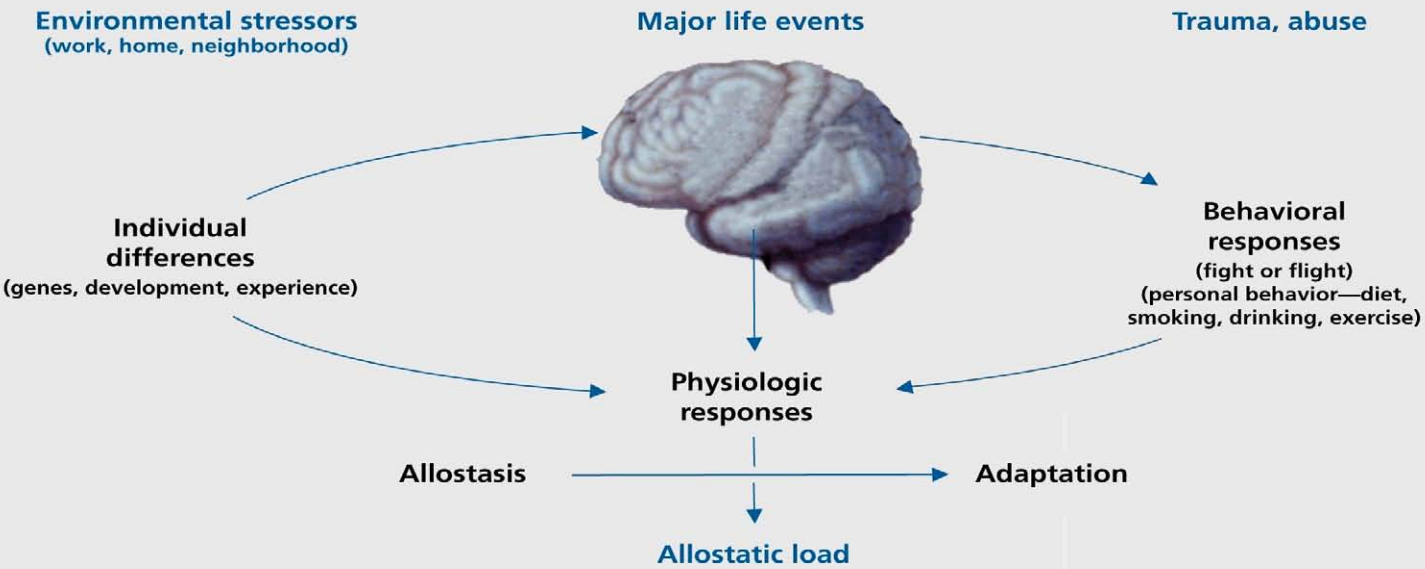 Environmental stressors
(work, home, neighborhood)
Major life events
Trauma, abuse
Individual
differences
(genes, development, experience)
Behavioral
responses
(fight or flight)
(personal behavior—diet,
smoking, drinking, exercise)
Physiologic
responses
Allostasis
Adaptation
Allostatic load